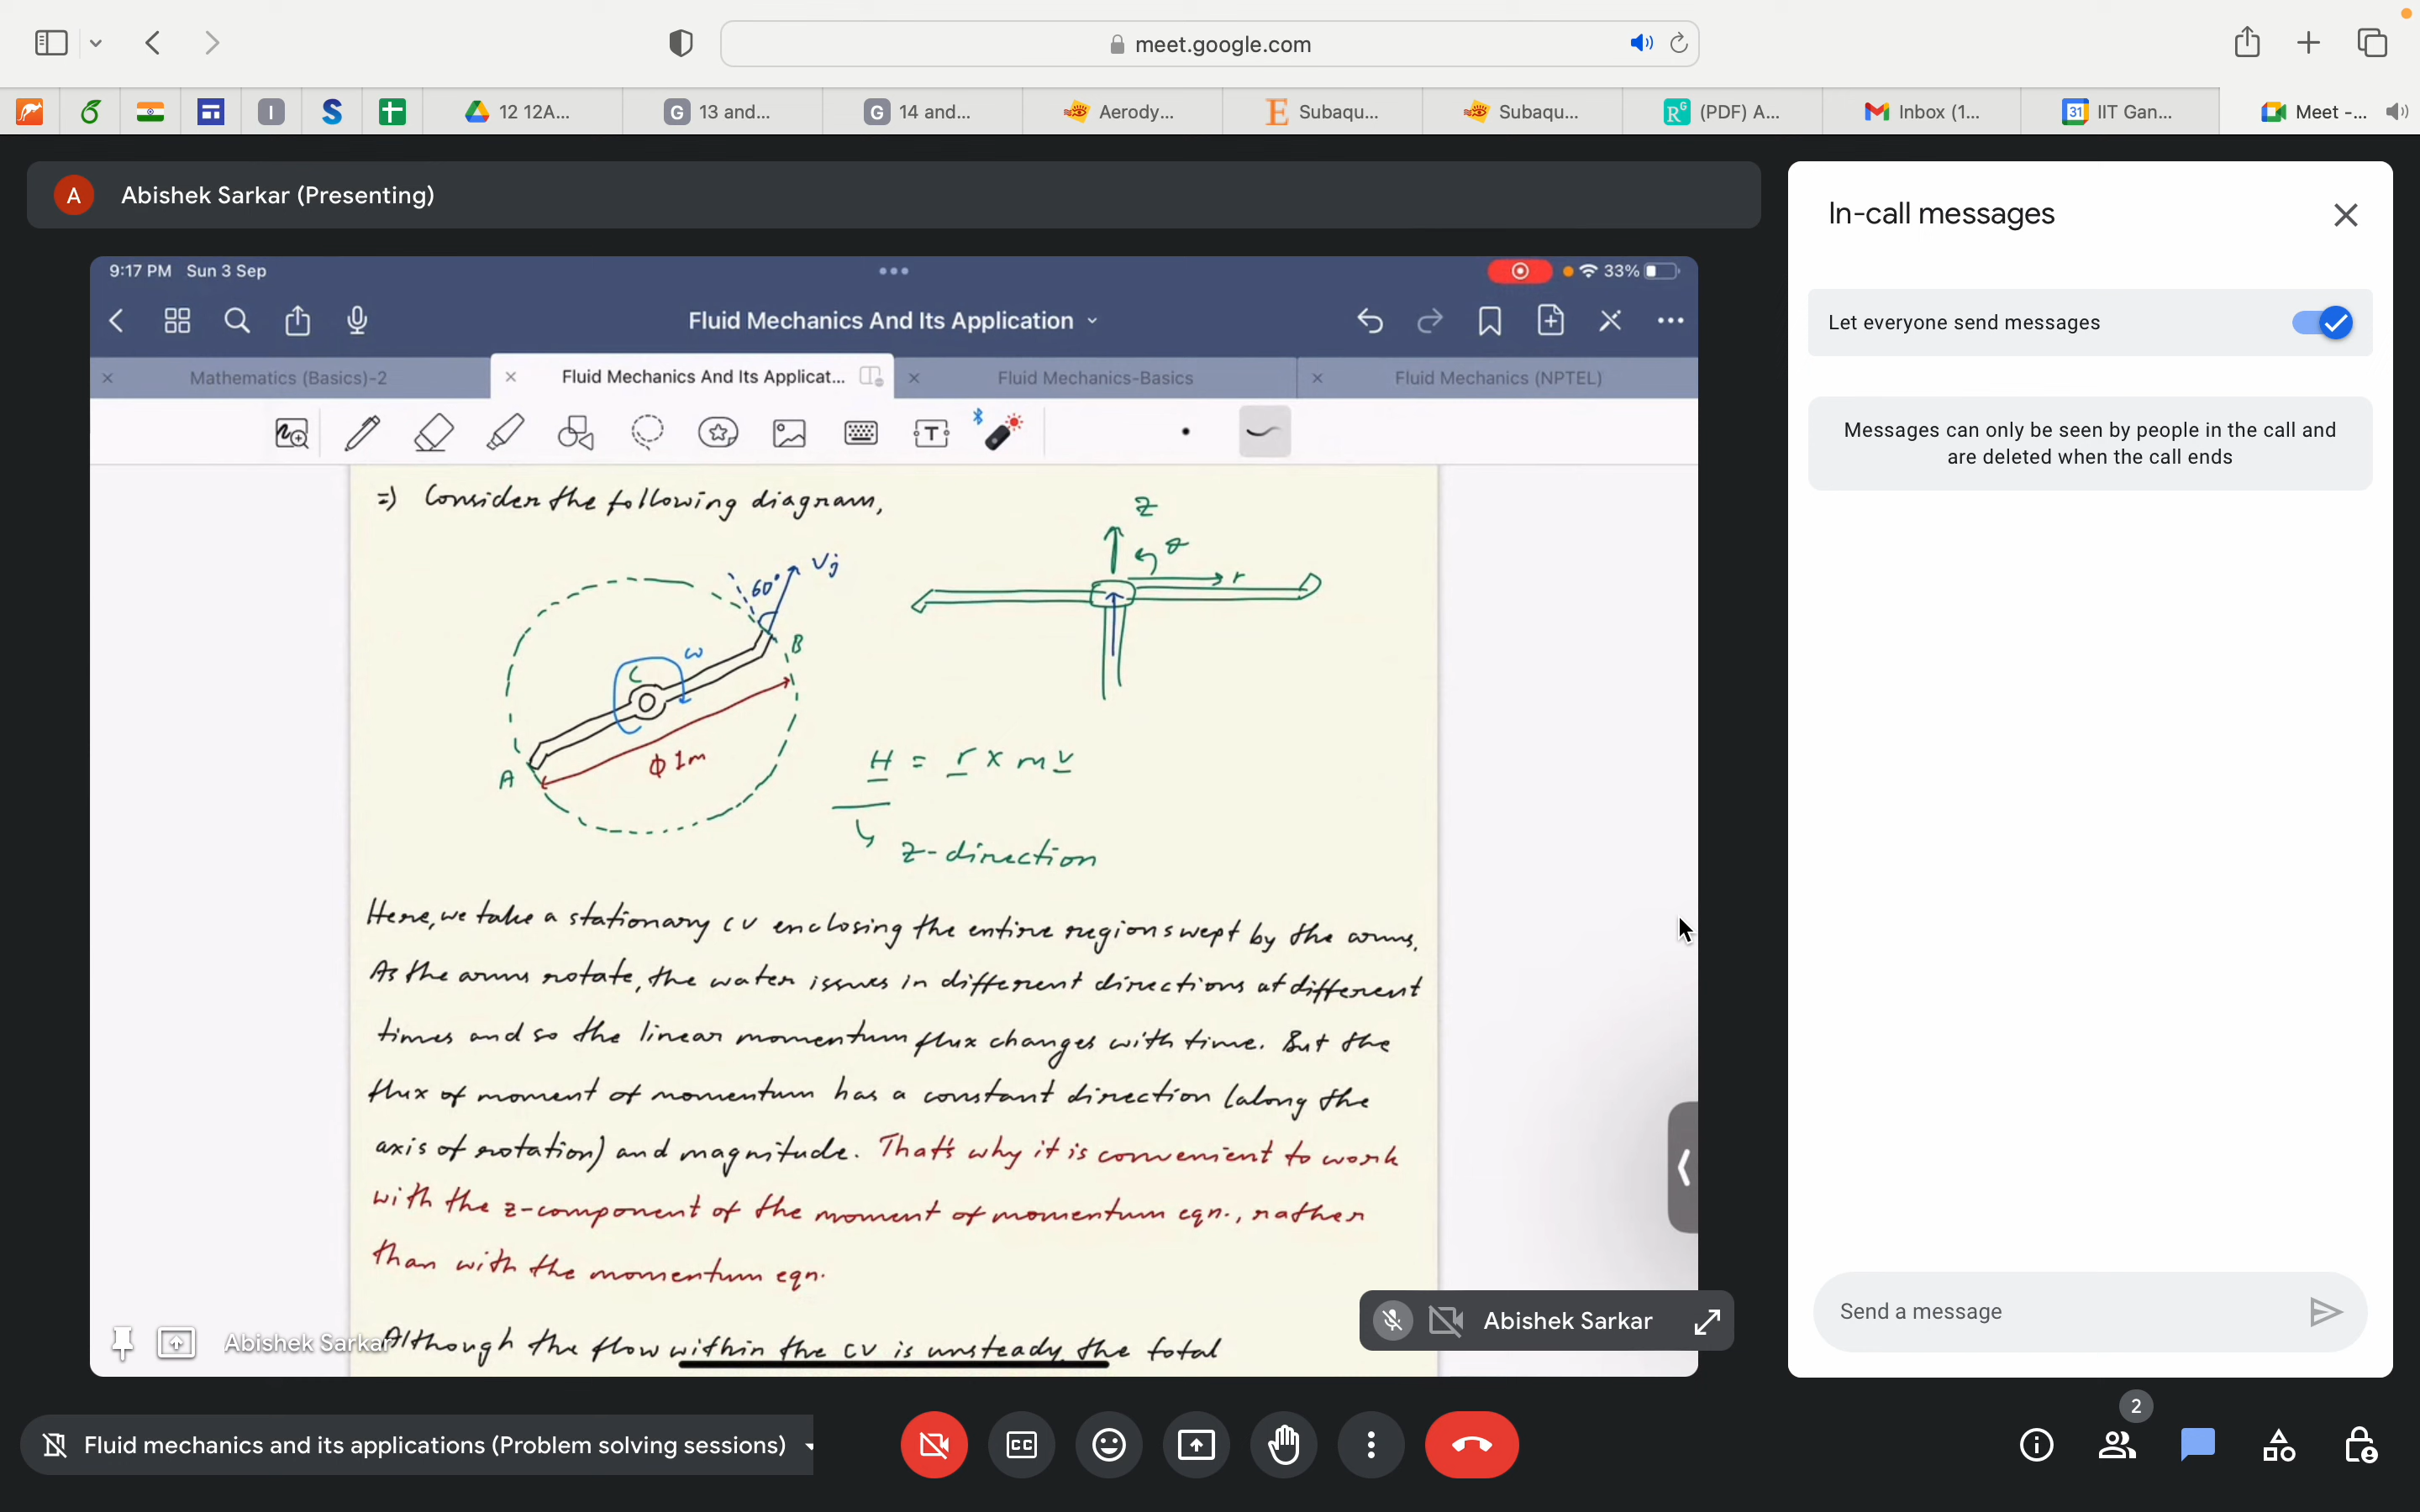 meet.google.com
12 12A...
G 13 and...
G 14 and...
Aerody...
E Subaqu...
Subaqu...
(PDF) A...
Inbox (1...
31 IIT Gan...
Meet -...
A Abishek Sarkar (Presenting)
9:17 PM Sun 3 Sep
33%
Fluid Mechanics And Its Application
Mathematics (Basics)-2
Fluid Mechanics And Its Applicat...
Fluid Mechanics-Basics
Fluid Mechanics (NPTEL)
=) Consider the following diagram,
60° Vj
B
ω
C
A
φ 1m
z
θ
r
H = r x m v
z-direction
Here, we take a stationary CV enclosing the entire region swept by the arms.
As the arms rotate, the water issues in different directions at different
times and so the linear momentum flux changes with time. But the
flux of moment of momentum has a constant direction (along the
axis of rotation) and magnitude. That's why it is convenient to work
with the z-component of the moment of momentum eqn., rather
than with the momentum eqn.
Although the flow within the CV is unsteady, the total
Abishek Sarkar
Abishek Sarkar
In-call messages
Let everyone send messages
Messages can only be seen by people in the call and
are deleted when the call ends
Send a message
Fluid mechanics and its applications (Problem solving sessions)
CC
2